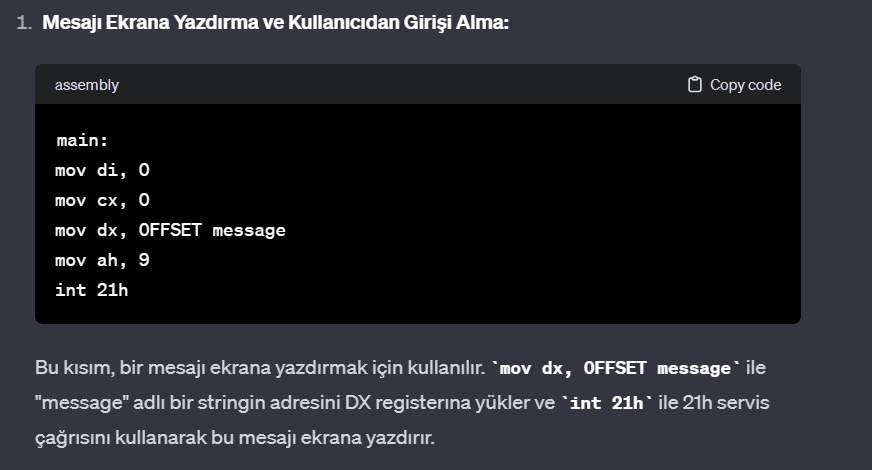 1. Mesajı Ekrana Yazdırma ve Kullanıcıdan Girişi Alma:
assembly Copy code
main:
mov di, 0
mov cx, 0
mov dx, OFFSET message
mov ah, 9
int 21h
Bu kısım, bir mesajı ekrana yazdırmak için kullanılır. `mov dx, OFFSET message` ile
"message" adlı bir stringin adresini DX registerına yükler ve `int 21h` ile 21h servis
çağrısını kullanarak bu mesajı ekrana yazdırır.